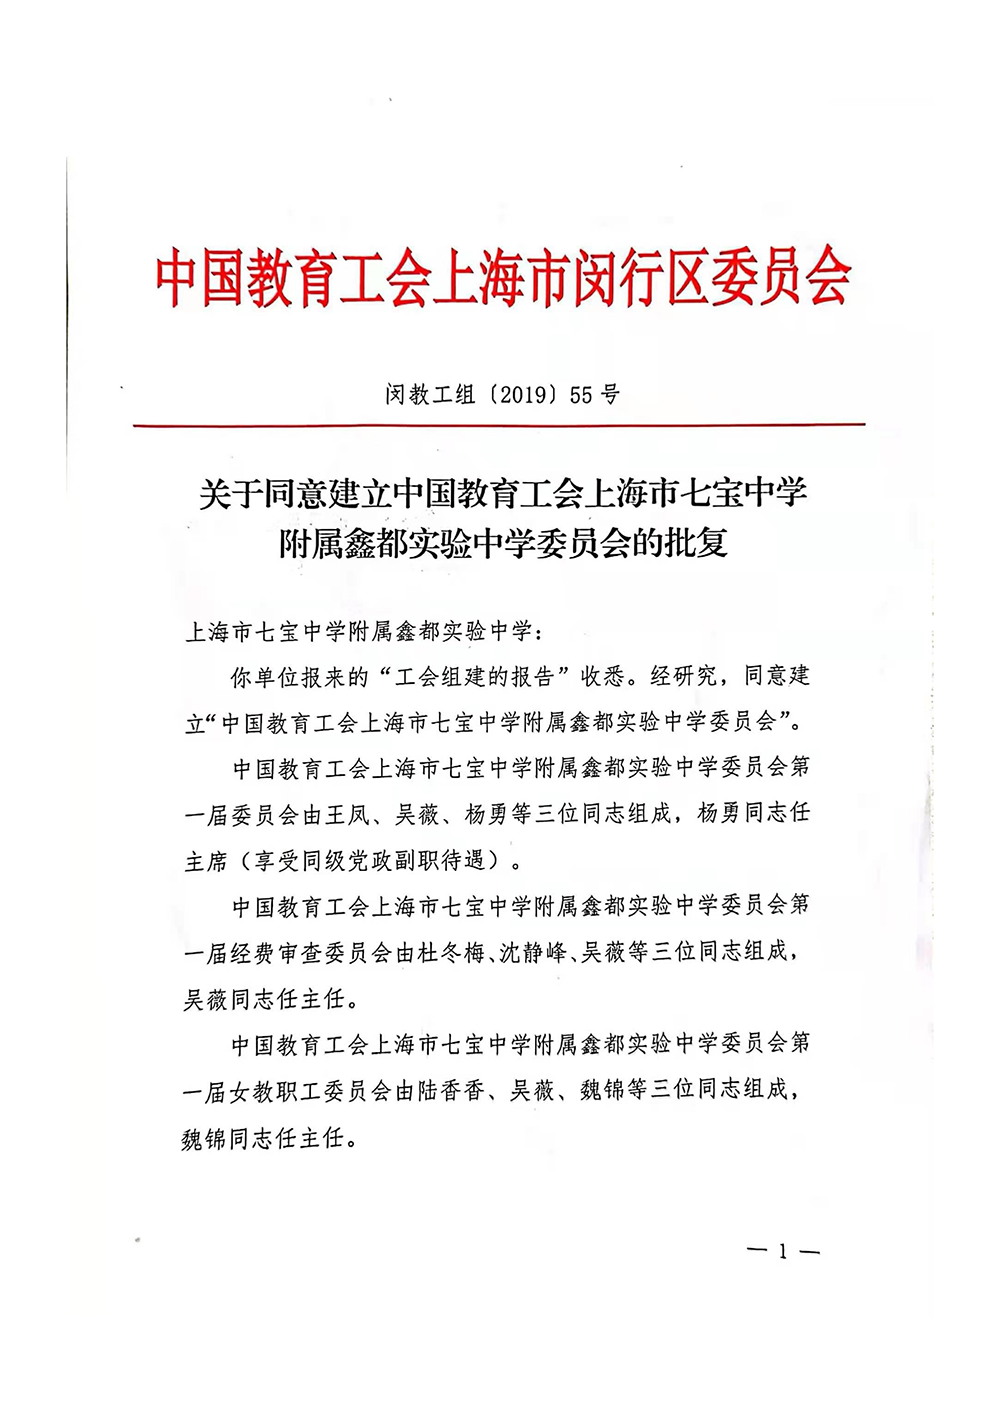 中国教育工会上海市闵行区委员会
闵教工组〔2019〕55 号
关于同意建立中国教育工会上海市七宝中学
附属鑫都实验中学委员会的批复
上海市七宝中学附属鑫都实验中学：
你单位报来的“工会组建的报告”收悉。经研究，同意建
立“中国教育工会上海市七宝中学附属鑫都实验中学委员会”。
中国教育工会上海市七宝中学附属鑫都实验中学委员会第
一届委员会由王凤、吴薇、杨勇等三位同志组成，杨勇同志任
主席（享受同级党政副职待遇）。
中国教育工会上海市七宝中学附属鑫都实验中学委员会第
一届经费审查委员会由杜冬梅、沈静峰、吴薇等三位同志组成，
吴薇同志任主任。
中国教育工会上海市七宝中学附属鑫都实验中学委员会第
一届女教职工委员会由陆香香、吴薇、魏锦等三位同志组成，
魏锦同志任主任。
— 1 —